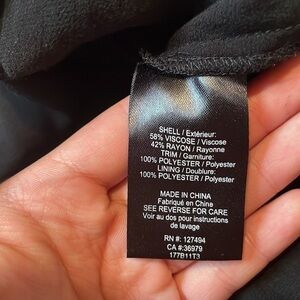 SHELL / Extérieur:
58% VISCOSE / Viscose
42% RAYON / Rayonne
TRIM / Garniture:
100% POLYESTER / Polyester
LINING / Doublure:
100% POLYESTER / Polyester
MADE IN CHINA
Fabriqué en Chine
SEE REVERSE FOR CARE
Voir au dos pour instructions
de lavage
RN #: 127494
CA #:36979
177B11T3